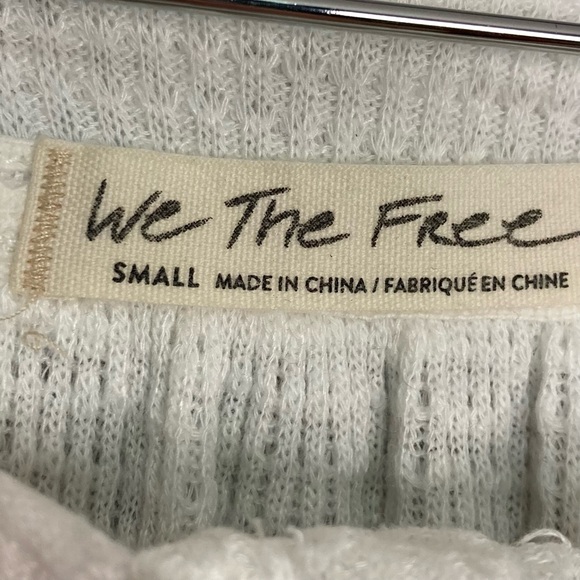 We The Free
SMALL MADE IN CHINA / FABRIQUÉ EN CHINE